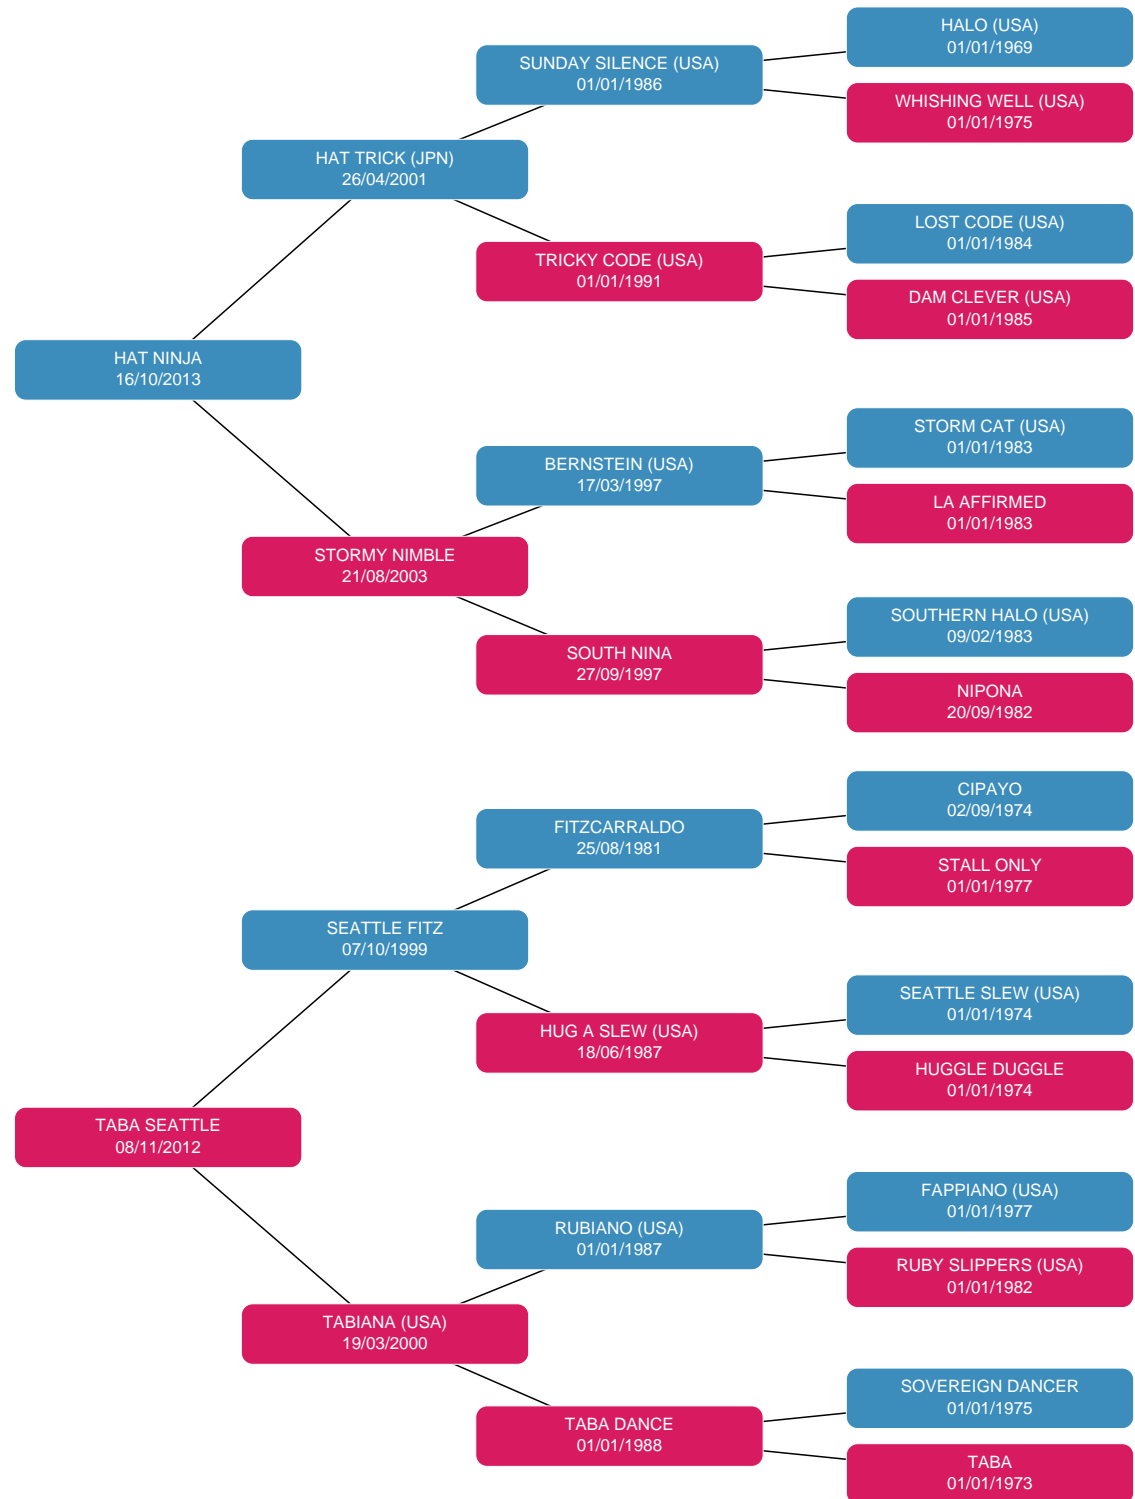 HALO (USA)
01/01/1969
SUNDAY SILENCE (USA)
01/01/1986
WHISHING WELL (USA)
01/01/1975
HAT TRICK (JPN)
26/04/2001
LOST CODE (USA)
01/01/1984
TRICKY CODE (USA)
01/01/1991
DAM CLEVER (USA)
01/01/1985
HAT NINJA
16/10/2013
STORM CAT (USA)
01/01/1983
BERNSTEIN (USA)
17/03/1997
LA AFFIRMED
01/01/1983
STORMY NIMBLE
21/08/2003
SOUTHERN HALO (USA)
09/02/1983
SOUTH NINA
27/09/1997
NIPONA
20/09/1982
CIPAYO
02/09/1974
FITZCARRALDO
25/08/1981
STALL ONLY
01/01/1977
SEATTLE FITZ
07/10/1999
SEATTLE SLEW (USA)
01/01/1974
HUG A SLEW (USA)
18/06/1987
HUGGLE DUGGLE
01/01/1974
TABA SEATTLE
08/11/2012
FAPPIANO (USA)
01/01/1977
RUBIANO (USA)
01/01/1987
RUBY SLIPPERS (USA)
01/01/1982
TABIANA (USA)
19/03/2000
SOVEREIGN DANCER
01/01/1975
TABA DANCE
01/01/1988
TABA
01/01/1973